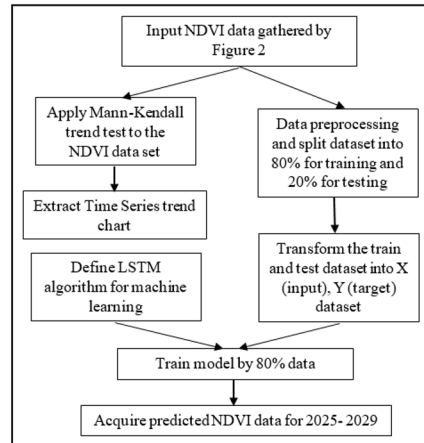 Input NDVI data gathered by
Figure 2
Apply Mann-Kendall
trend test to the
NDVI data set
Extract Time Series trend
chart
Data preprocessing
and split dataset into
80% for training and
20% for testing
Transform the train
and test dataset into X
(input), Y (target)
dataset
Define LSTM
algorithm for machine
learning
Train model by 80% data
Acquire predicted NDVI data for 2025- 2029